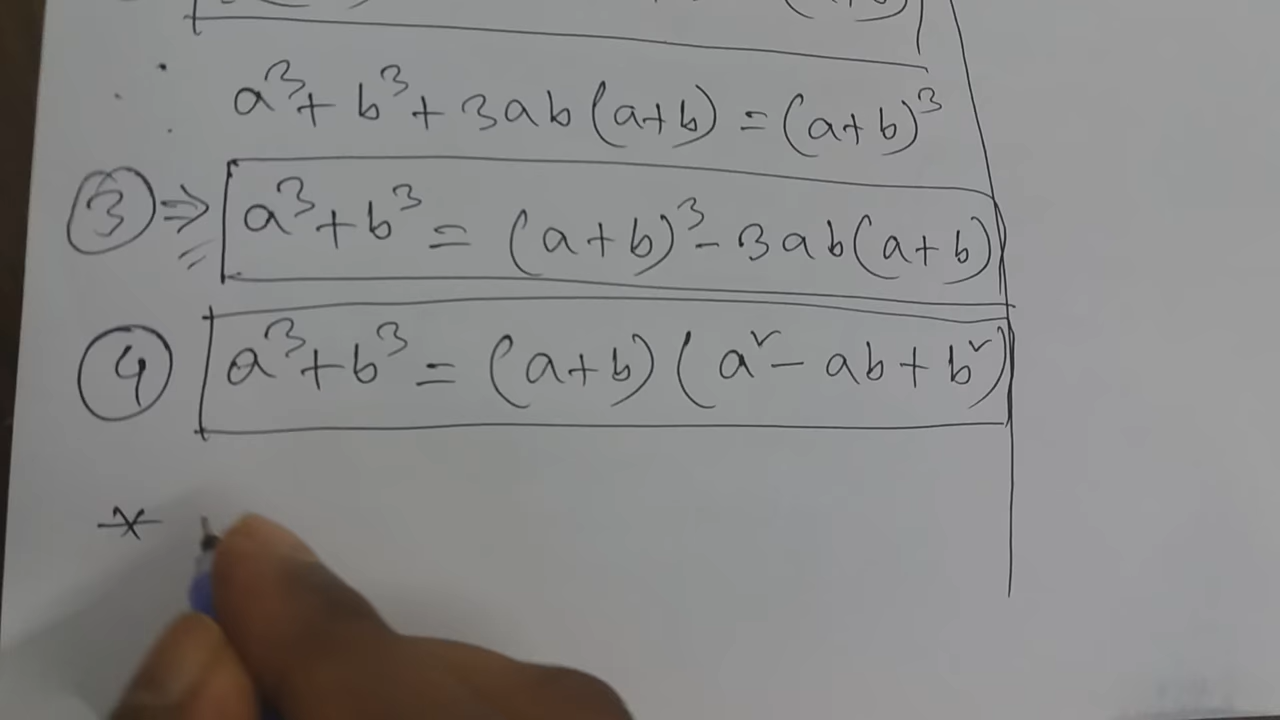 a³ + b³ + 3ab(a+b) = (a+b)³
③ ⇒ a³ + b³ = (a+b)³ - 3ab(a+b)
④ a³ + b³ = (a+b)(a² - ab + b²)
*